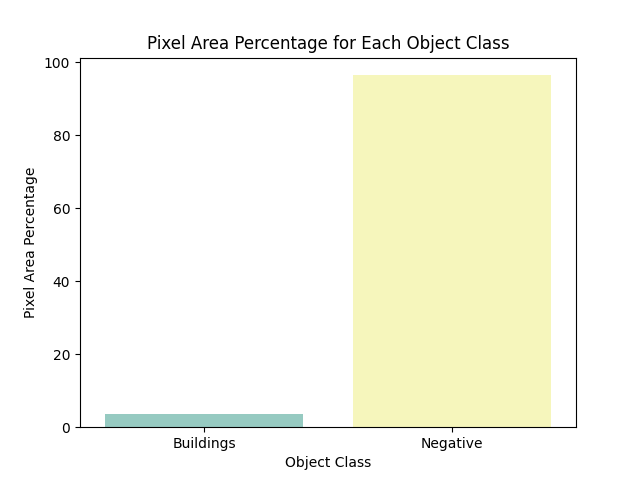 Pixel Area Percentage for Each Object Class
Pixel Area Percentage
100
80
60
40
20
0
Buildings
Negative
Object Class